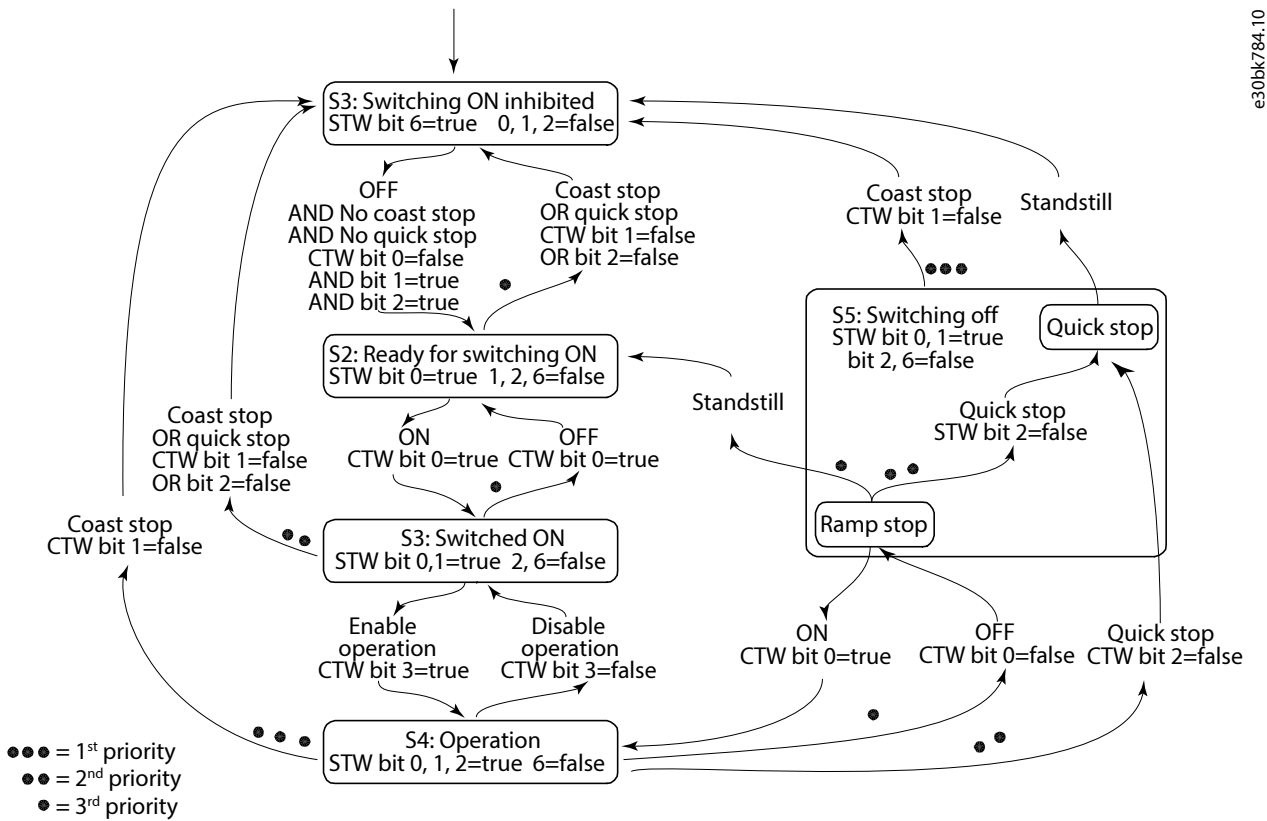 e30bk784.10
S3: Switching ON inhibited
STW bit 6=true 0, 1, 2=false
OFF
AND No coast stop
AND No quick stop
CTW bit 0=false
AND bit 1=true
AND bit 2=true
Coast stop
OR quick stop
CTW bit 1=false
OR bit 2=false
Coast stop
CTW bit 1=false
Standstill
S5: Switching off
STW bit 0, 1=true
bit 2, 6=false
Quick stop
S2: Ready for switching ON
STW bit 0=true 1, 2, 6=false
Standstill
Quick stop
STW bit 2=false
Coast stop
OR quick stop
CTW bit 1=false
OR bit 2=false
ON
CTW bit 0=true
OFF
CTW bit 0=true
Ramp stop
Coast stop
CTW bit 1=false
S3: Switched ON
STW bit 0,1=true 2, 6=false
Enable
operation
CTW bit 3=true
Disable
operation
CTW bit 3=false
ON
CTW bit 0=true
OFF
CTW bit 0=false
Quick stop
CTW bit 2=false
S4: Operation
STW bit 0, 1, 2=true 6=false
= 1st priority
= 2nd priority
= 3rd priority